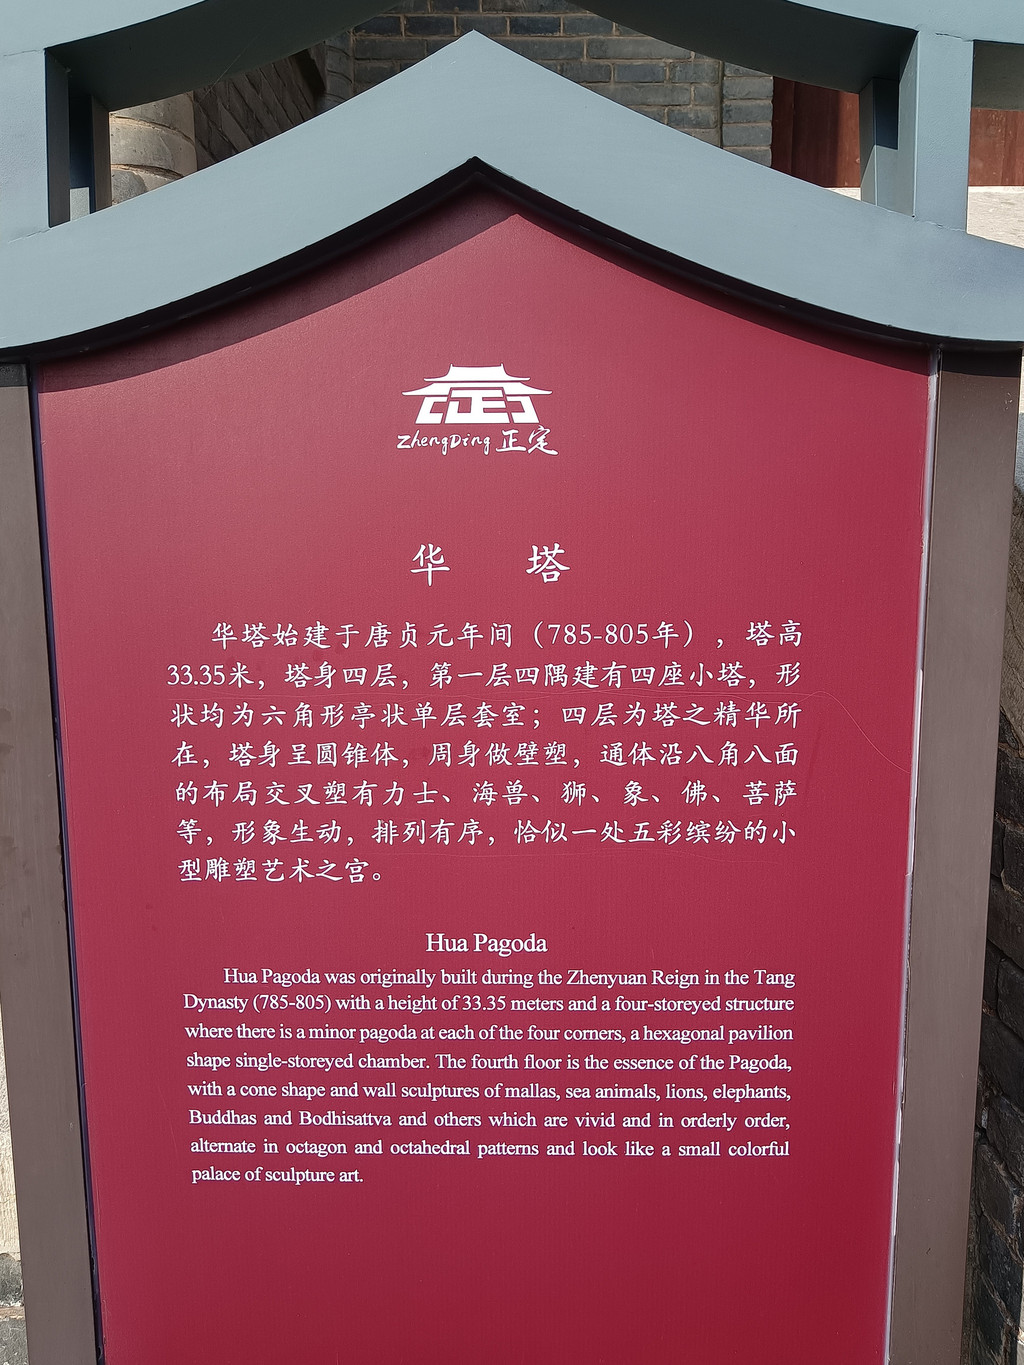 ZhengDing 正定
华 塔
华塔始建于唐贞元年间（785-805年），塔高
33.35米，塔身四层，第一层四隅建有四座小塔，形
状均为六角形亭状单层套室；四层为塔之精华所
在，塔身呈圆锥体，周身做壁塑，通体沿八角八面
的布局交叉塑有力士、海兽、狮、象、佛、菩萨
等，形象生动，排列有序，恰似一处五彩缤纷的小
型雕塑艺术之宫。
Hua Pagoda
Hua Pagoda was originally built during the Zhenyuan Reign in the Tang
Dynasty (785-805) with a height of 33.35 meters and a four-storeyed structure
where there is a minor pagoda at each of the four corners, a hexagonal pavilion
shape single-storeyed chamber. The fourth floor is the essence of the Pagoda,
with a cone shape and wall sculptures of mallas, sea animals, lions, elephants,
Buddhas and Bodhisattva and others which are vivid and in orderly order,
alternate in octagon and octahedral patterns and look like a small colorful
palace of sculpture art.